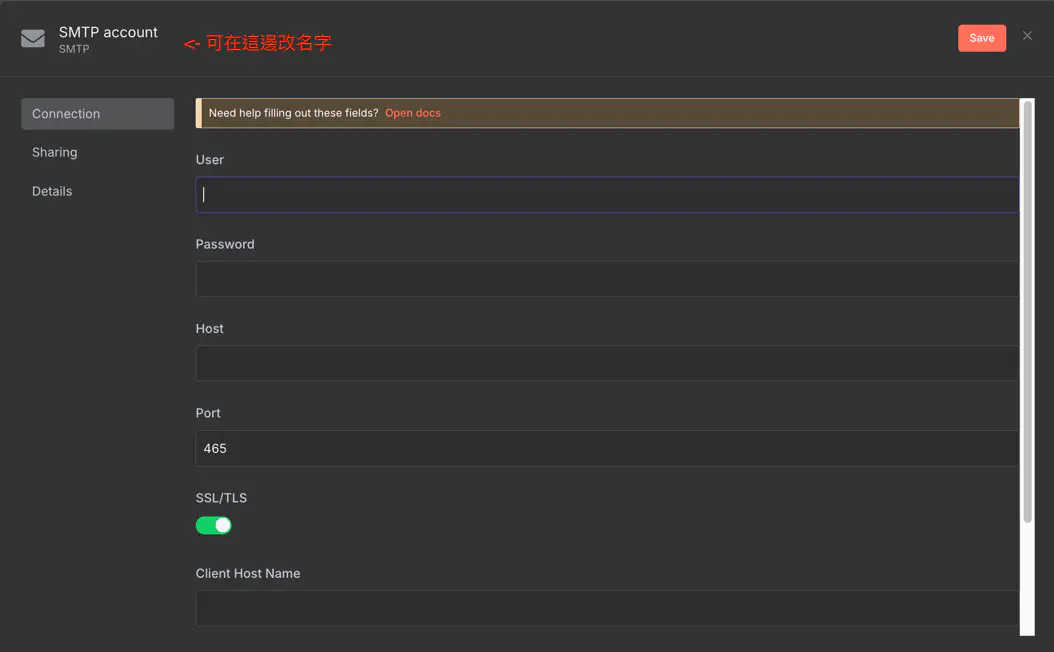 SMTP account
SMTP
<- 可在這邊改名字
Save
Connection
Sharing
Details
Need help filling out these fields? Open docs
User
Password
Host
Port
465
SSL/TLS
Client Host Name